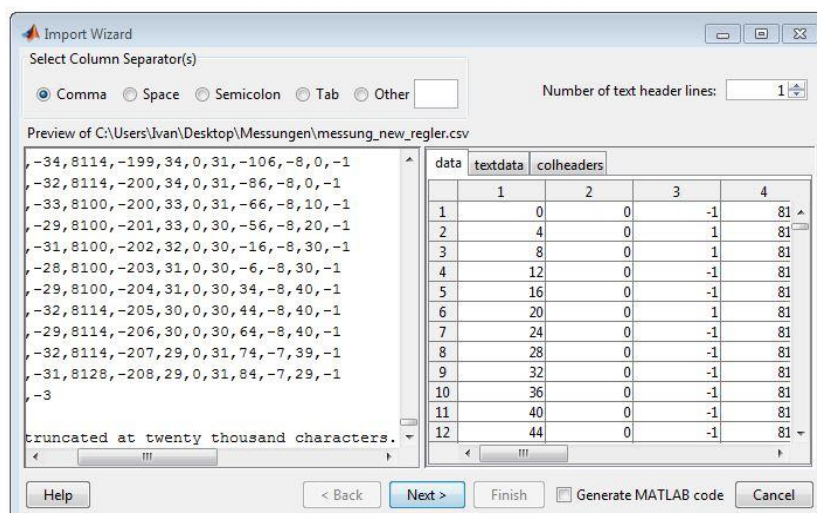 Import Wizard
Select Column Separator(s)
Comma Space Semicolon Tab Other
Number of text header lines: 1
Preview of C:\Users\Ivan\Desktop\Messungen\messung_new_regler.csv
,-34,8114,-199,34,0,31,-106,-8,0,-1
,-32,8114,-200,34,0,31,-86,-8,0,-1
,-33,8100,-200,33,0,31,-66,-8,10,-1
,-29,8100,-201,33,0,30,-56,-8,20,-1
,-31,8100,-202,32,0,30,-16,-8,30,-1
,-28,8100,-203,31,0,30,-6,-8,30,-1
,-29,8100,-204,31,0,30,34,-8,40,-1
,-32,8114,-205,30,0,30,44,-8,40,-1
,-29,8114,-206,30,0,30,64,-8,40,-1
,-32,8114,-207,29,0,31,74,-7,39,-1
,-31,8128,-208,29,0,31,84,-7,29,-1
,-3
truncated at twenty thousand characters.
data textdata colheaders
1 2 3 4
1 0 0 -1 81
2 4 0 1 81
3 8 0 1 81
4 12 0 -1 81
5 16 0 -1 81
6 20 0 1 81
7 24 0 -1 81
8 28 0 -1 81
9 32 0 -1 81
10 36 0 -1 81
11 40 0 -1 81
12 44 0 -1 81
Help < Back Next > Finish Generate MATLAB code Cancel